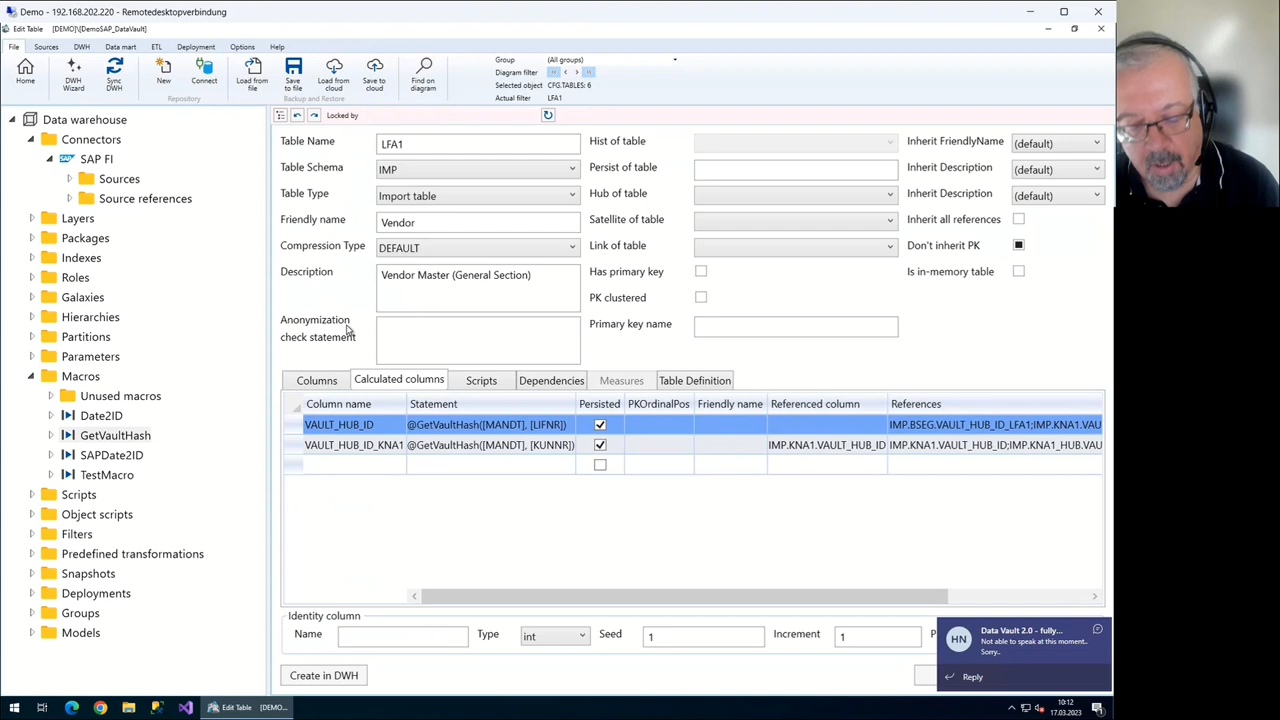 Demo - 192.168.202.220 - Remotedesktopverbindung
Edit Table [DEMO]\[DemoSAP_DataVault]
File Sources DWH Data mart ETL Deployment Options Help
Home
DWH Wizard
Sync DWH
New
Connect
Repository
Load from file
Save to file
Load from cloud
Save to cloud
Backup and Restore
Find on diagram
Group (All groups)
Diagram filter
Selected object CFG.TABLES: 6
Actual filter LFA1
Data warehouse
Connectors
SAP FI
Sources
Source references
Layers
Packages
Indexes
Roles
Galaxies
Hierarchies
Partitions
Parameters
Macros
Unused macros
Date2ID
GetVaultHash
SAPDate2ID
TestMacro
Scripts
Object scripts
Filters
Predefined transformations
Snapshots
Deployments
Groups
Models
Locked by
Table Name LFA1 Hist of table Inherit FriendlyName (default)
Table Schema IMP Persist of table Inherit Description (default)
Table Type Import table Hub of table Inherit Description (default)
Friendly name Vendor Satellite of table Inherit all references
Compression Type DEFAULT Link of table Don't inherit PK
Description Vendor Master (General Section) Has primary key Is in-memory table
PK clustered
Anonymization check statement Primary key name
Columns Calculated columns Scripts Dependencies Measures Table Definition
Column name Statement Persisted PKOrdinalPos Friendly name Referenced column References
VAULT_HUB_ID @GetVaultHash([MANDT], [LIFNR]) IMP.BSEG.VAULT_HUB_ID_LFA1;IMP.KNA1.VAU
VAULT_HUB_ID_KNA1 @GetVaultHash([MANDT], [KUNNR]) IMP.KNA1.VAULT_HUB_ID IMP.KNA1.VAULT_HUB_ID;IMP.KNA1_HUB.VAU
Identity column
Name Type int Seed 1 Increment 1 P
Create in DWH
HN
Data Vault 2.0 - fully...
Not able to speak at this moment..
Sorry..
Reply
Edit Table [DEMO...
10:12
17.03.2023